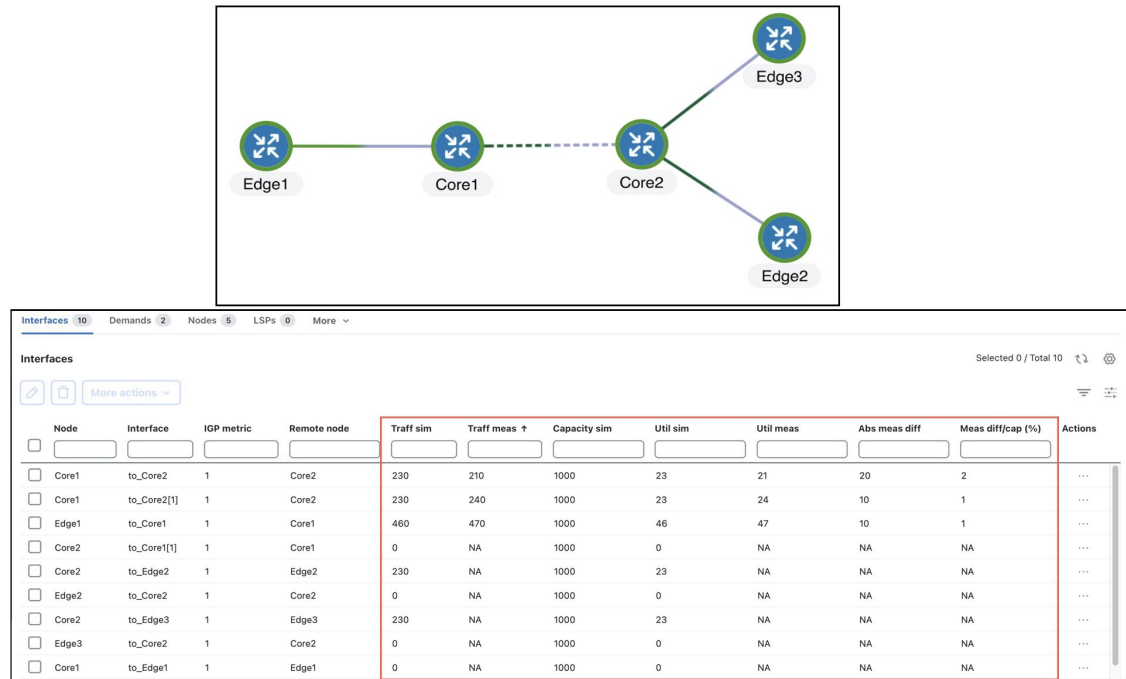 Edge3
Edge1
Core1
Core2
Edge2
Interfaces 10 Demands 2 Nodes 5 LSPs 0 More
Interfaces
Selected 0 / Total 10
More actions
Node Interface IGP metric Remote node Traff sim Traff meas ↑ Capacity sim Util sim Util meas Abs meas diff Meas diff/cap (%) Actions
Core1 to_Core2 1 Core2 230 210 1000 23 21 20 2 ...
Core1 to_Core2[1] 1 Core2 230 240 1000 23 24 10 1 ...
Edge1 to_Core1 1 Core1 460 470 1000 46 47 10 1 ...
Core2 to_Core1[1] 1 Core1 0 NA 1000 0 NA NA NA ...
Core2 to_Edge2 1 Edge2 230 NA 1000 23 NA NA NA ...
Edge2 to_Core2 1 Core2 0 NA 1000 0 NA NA NA ...
Core2 to_Edge3 1 Edge3 230 NA 1000 23 NA NA NA ...
Edge3 to_Core2 1 Core2 0 NA 1000 0 NA NA NA ...
Core1 to_Edge1 1 Edge1 0 NA 1000 0 NA NA NA ...